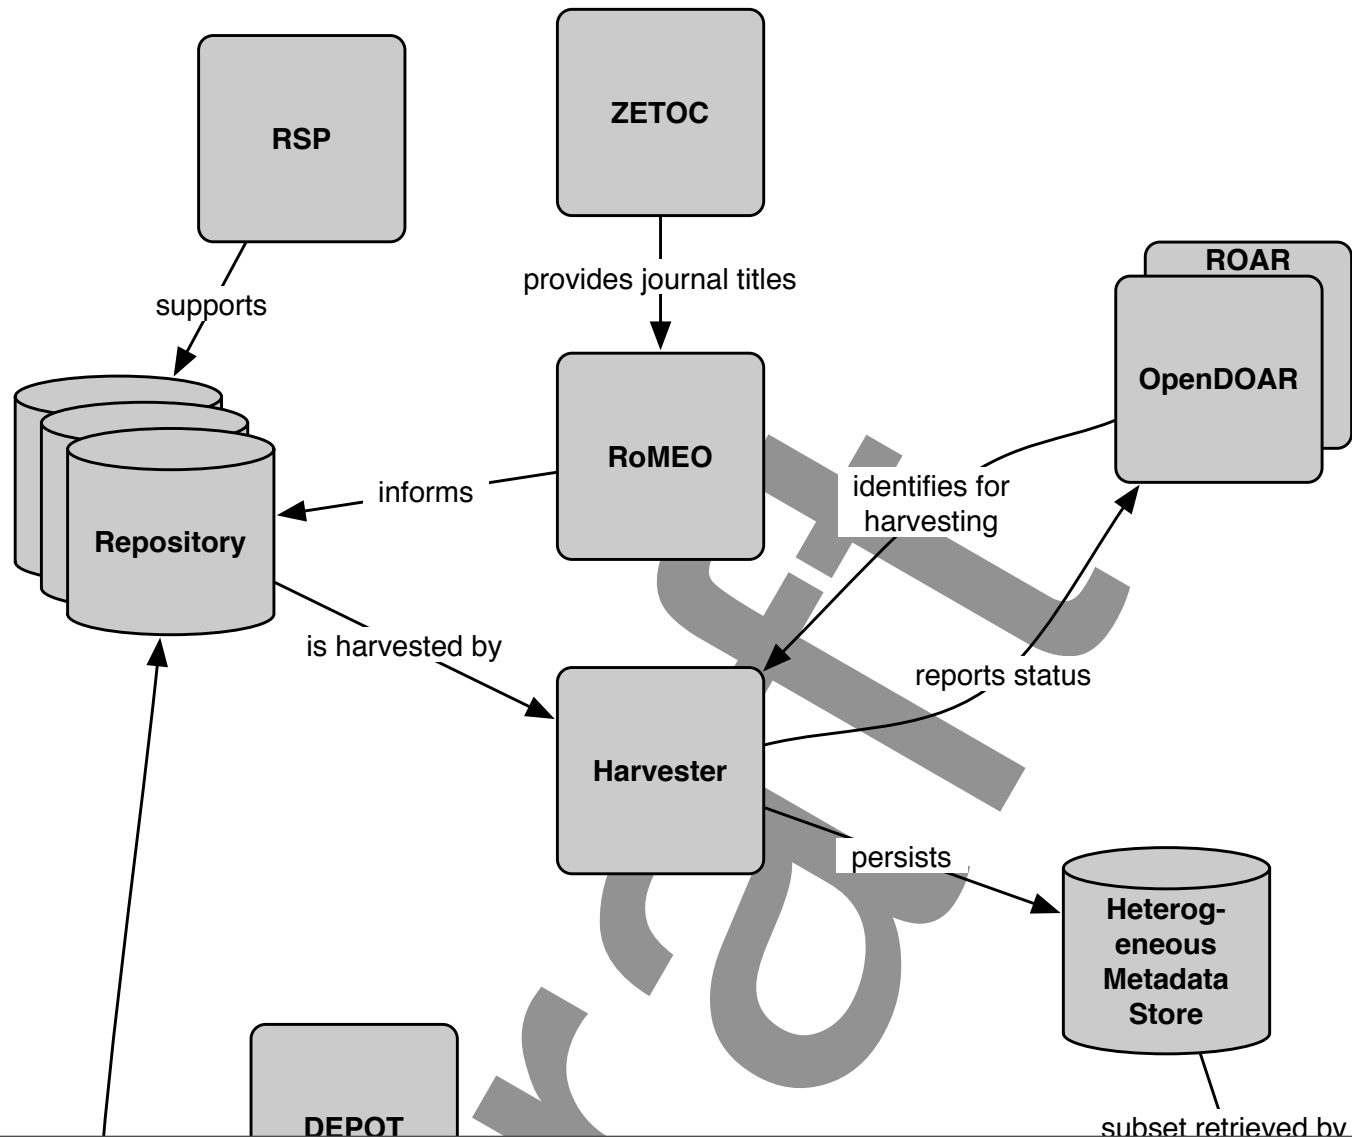 ZETOC
RSP
ROAR
provides journal titles
supports
OpenDOAR
RoMEO
identifies for
harvesting
informs
Repository
is harvested by
reports status
Harvester
persists
Heterog-
eneous
Metadata
Store
DEPOT
subset retrieved by